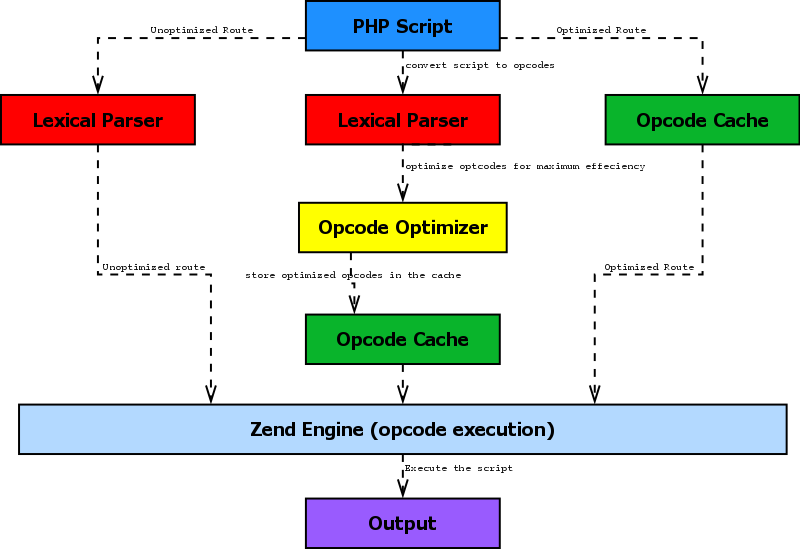 Unoptimized Route
PHP Script
Optimized Route
convert script to opcodes
Lexical Parser
Lexical Parser
Opcode Cache
optimize optcodes for maximum effeciency
Opcode Optimizer
Unoptimized route
store optimized opcodes in the cache
Optimized Route
Opcode Cache
Zend Engine (opcode execution)
Execute the script
Output